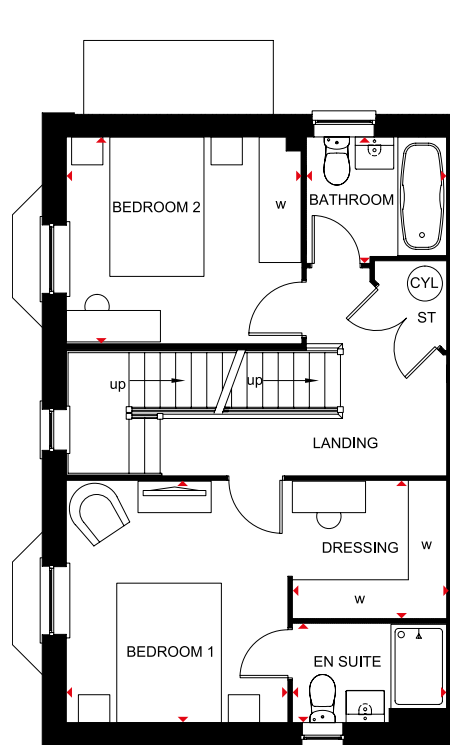 BATHROOM
BEDROOM 2
w
CYL
ST
up
up
LANDING
DRESSING
w
w
BEDROOM 1
EN SUITE